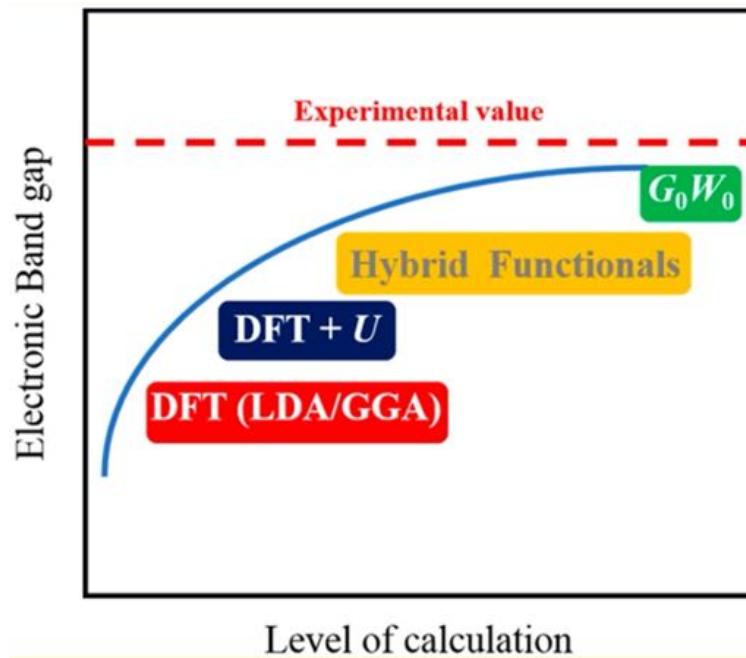 Experimental value
G₀W₀
Hybrid Functionals
DFT + U
DFT (LDA/GGA)
Electronic Band gap
Level of calculation